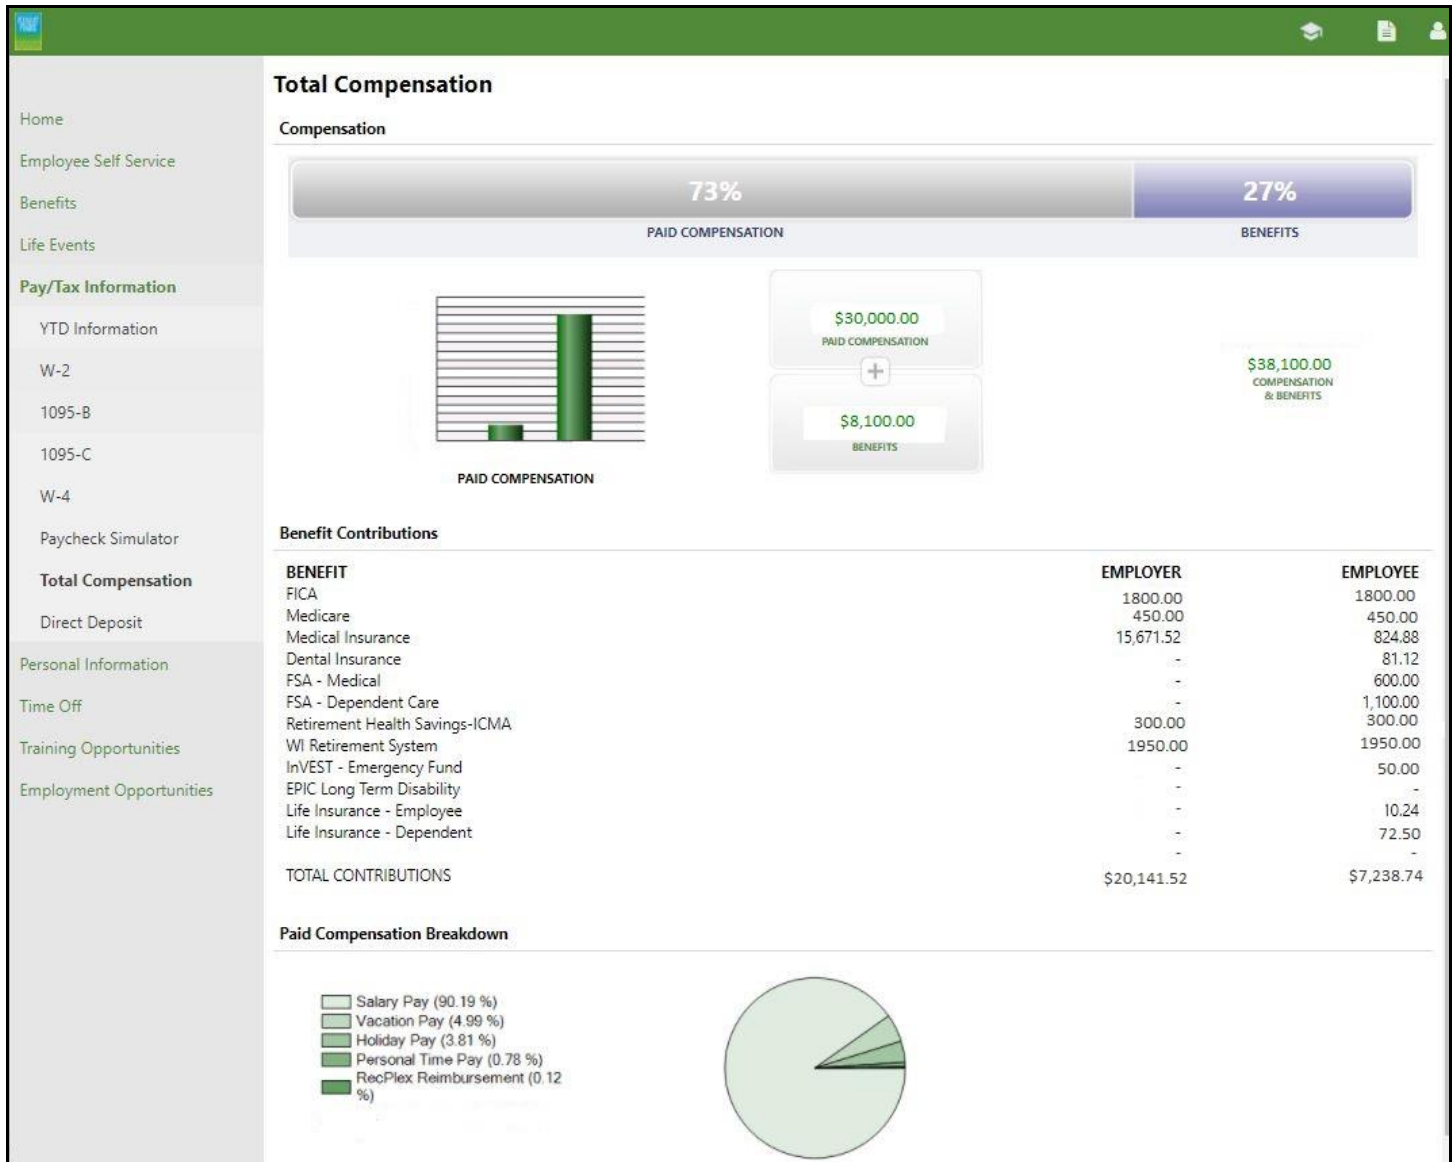 Total Compensation
Home
Employee Self Service
Benefits
Life Events
Pay/Tax Information
YTD Information
W-2
1095-B
1095-C
W-4
Paycheck Simulator
Total Compensation
Direct Deposit
Personal Information
Time Off
Training Opportunities
Employment Opportunities
Compensation
73% 27%
PAID COMPENSATION BENEFITS
$30,000.00
PAID COMPENSATION
+
$8,100.00
BENEFITS
$38,100.00
COMPENSATION
& BENEFITS
PAID COMPENSATION
Benefit Contributions
BENEFIT EMPLOYER EMPLOYEE
FICA 1800.00 1800.00
Medicare 450.00 450.00
Medical Insurance 15,671.52 824.88
Dental Insurance - 81.12
FSA - Medical - 600.00
FSA - Dependent Care - 1,100.00
Retirement Health Savings-ICMA 300.00 300.00
WI Retirement System 1950.00 1950.00
InVEST - Emergency Fund - 50.00
EPIC Long Term Disability - -
Life Insurance - Employee - 10.24
Life Insurance - Dependent - 72.50
- -
TOTAL CONTRIBUTIONS $20,141.52 $7,238.74
Paid Compensation Breakdown
Salary Pay (90.19 %)
Vacation Pay (4.99 %)
Holiday Pay (3.81 %)
Personal Time Pay (0.78 %)
RecPlex Reimbursement (0.12
%)